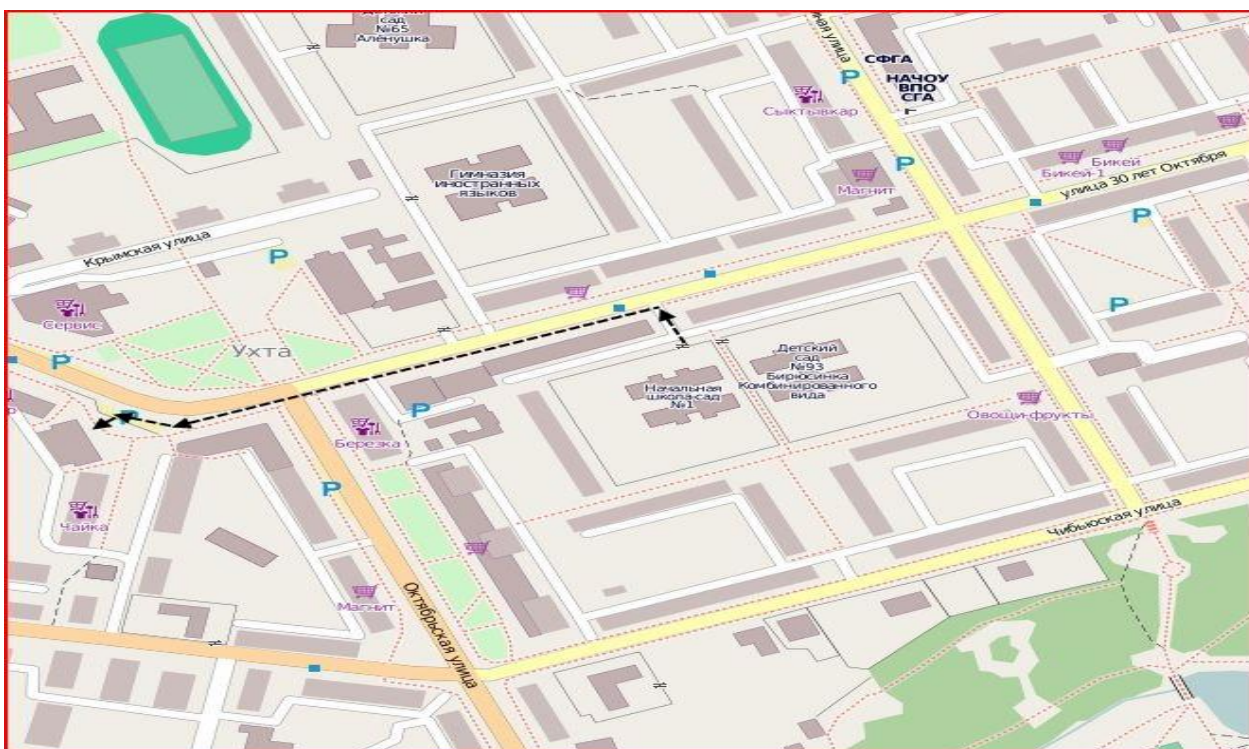 Детский
сад
№65
Аленушка
СФГА
НАЧОУ
ВПО
СГА
P
Сыктывкар
P
Бикей
Бикей-1
Магнит
улица 30 лет Октября
Гимназия
иностранных
языков
P
Крымская улица
P
P
Сервис
Ухта
P
Детский
сад
№93
Бирюсинка
Комбинированного
вида
Начальная
школа-сад
№1
Овощи-фрукты
P
P
Березка
P
Чайка
Чибьюская улица
Магнит
Октябрьская улица